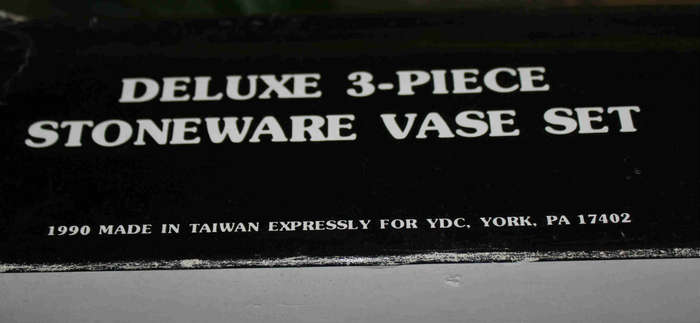 DELUXE 3-PIECE
STONEWARE VASE SET
1990 MADE IN TAIWAN EXPRESSLY FOR YDC, YORK, PA 17402